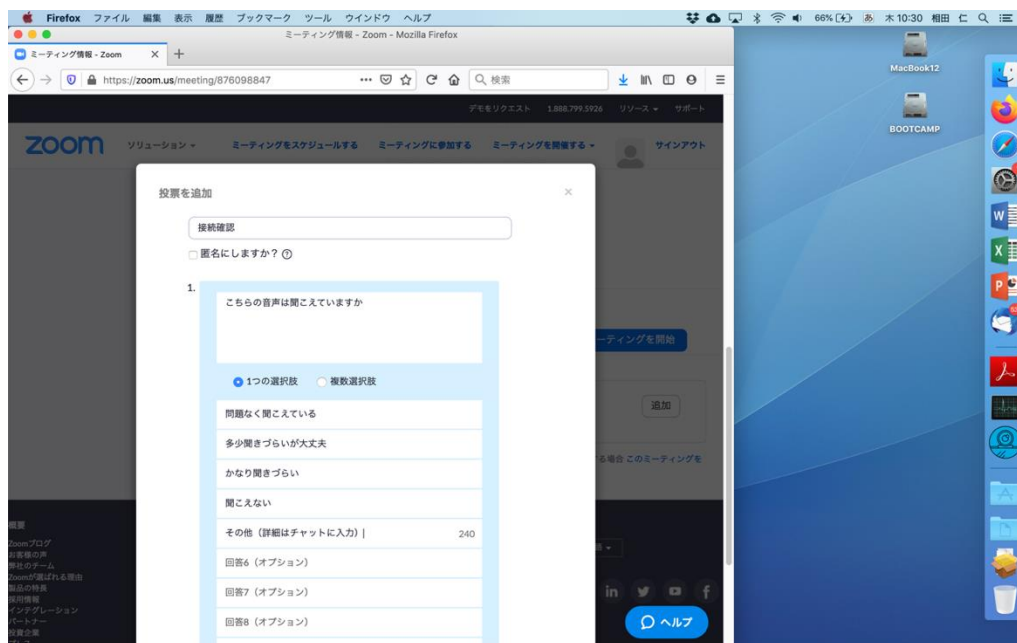 Firefox ファイル 編集 表示 履歴 ブックマーク ツール ウインドウ ヘルプ 66% 木10:30 相田 仁
ミーティング情報 - Zoom - Mozilla Firefox
ミーティング情報 - Zoom
https://zoom.us/meeting/876098847 検索
デモをリクエスト 1.888.799.5926 リソース サポート
zoom ソリューション ミーティングをスケジュールする ミーティングに参加する ミーティングを開催する サインアウト
投票を追加
接続確認
匿名にしますか?
1.
こちらの音声は聞こえていますか
ーティングを開始
1つの選択肢 複数選択肢
追加
問題なく聞こえている
多少聞きづらいが大丈夫
る場合 このミーティングを
かなり聞きづらい
聞こえない
その他(詳細はチャットに入力) 240
回答6(オプション)
回答7(オプション)
回答8(オプション)
概要
Zoomブログ
お客様の声
弊社のチーム
Zoomが選ばれる理由
製品の特長
採用情報
インテグレーション
パートナー
投資企業
ヘルプ
MacBook12
BOOTCAMP